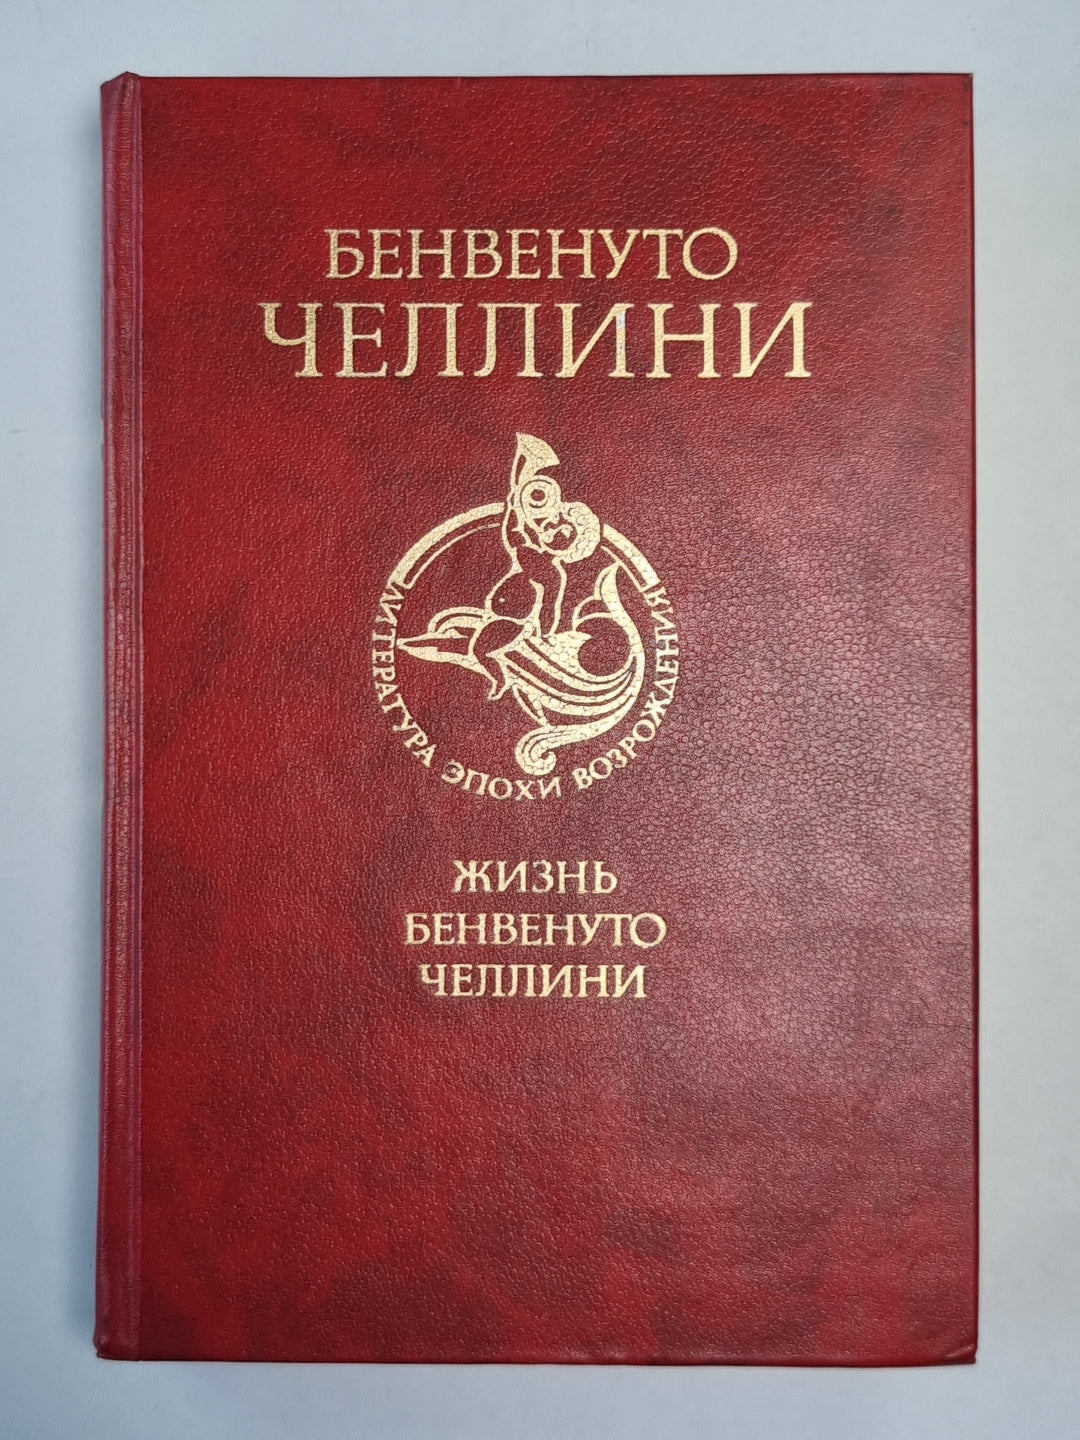 БЕНВЕНУТО
ЧЕЛЛИНИ
ЛИТЕРАТУРА ЭПОХИ ВОЗРОЖДЕНИЯ
ЖИЗНЬ
БЕНВЕНУТО
ЧЕЛЛИНИ